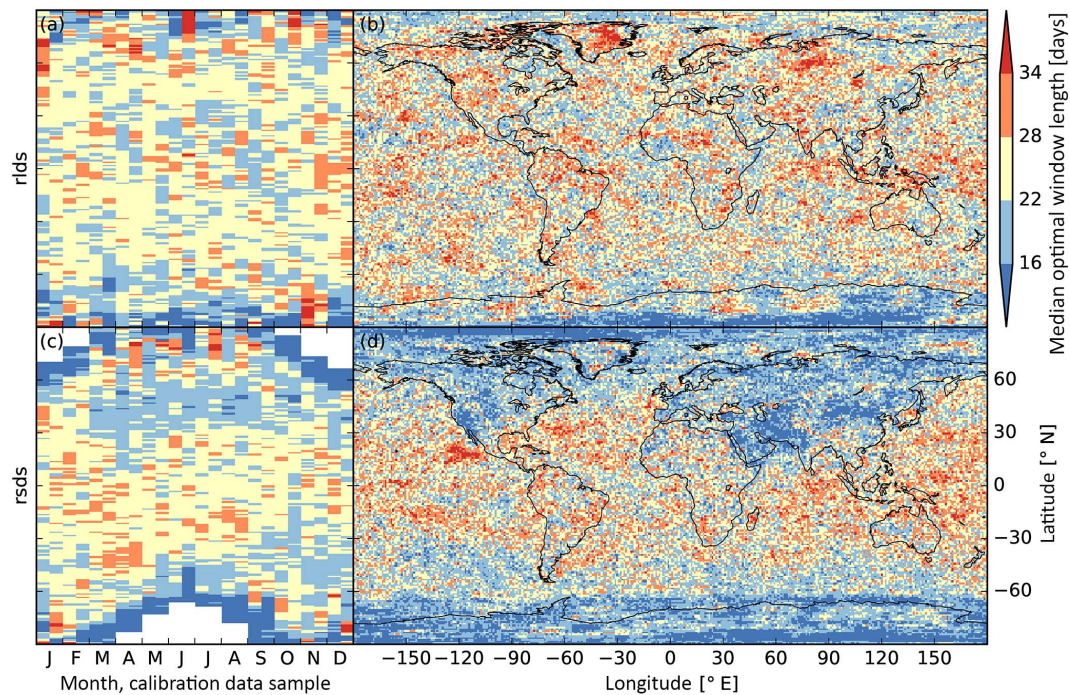 (a)
(b)
rlds
34
28
22
16
Median optimal window length [days]
(c)
(d)
rsds
60
30
0
−30
−60
Latitude [° N]
J F M A M J J A S O N D
−150 −120 −90 −60 −30 0 30 60 90 120 150
Month, calibration data sample
Longitude [° E]